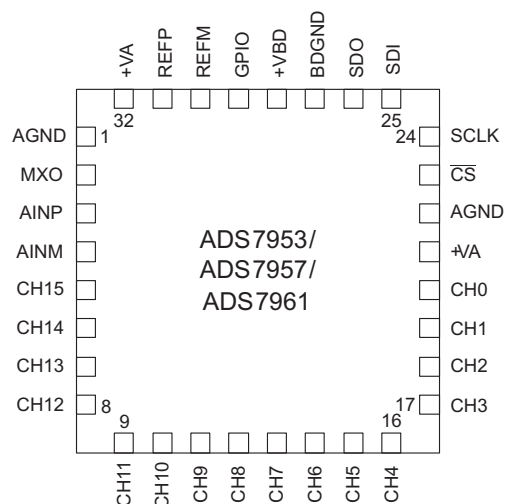 +VA REFP REFM GPIO +VBD BDGND SDO SDI
32 25
AGND 1 24 SCLK
MXO CS
AINP AGND
AINM +VA
CH15 CH0
CH14 CH1
CH13 CH2
CH12 8 17 CH3
9 16
CH11 CH10 CH9 CH8 CH7 CH6 CH5 CH4
ADS7953/
ADS7957/
ADS7961